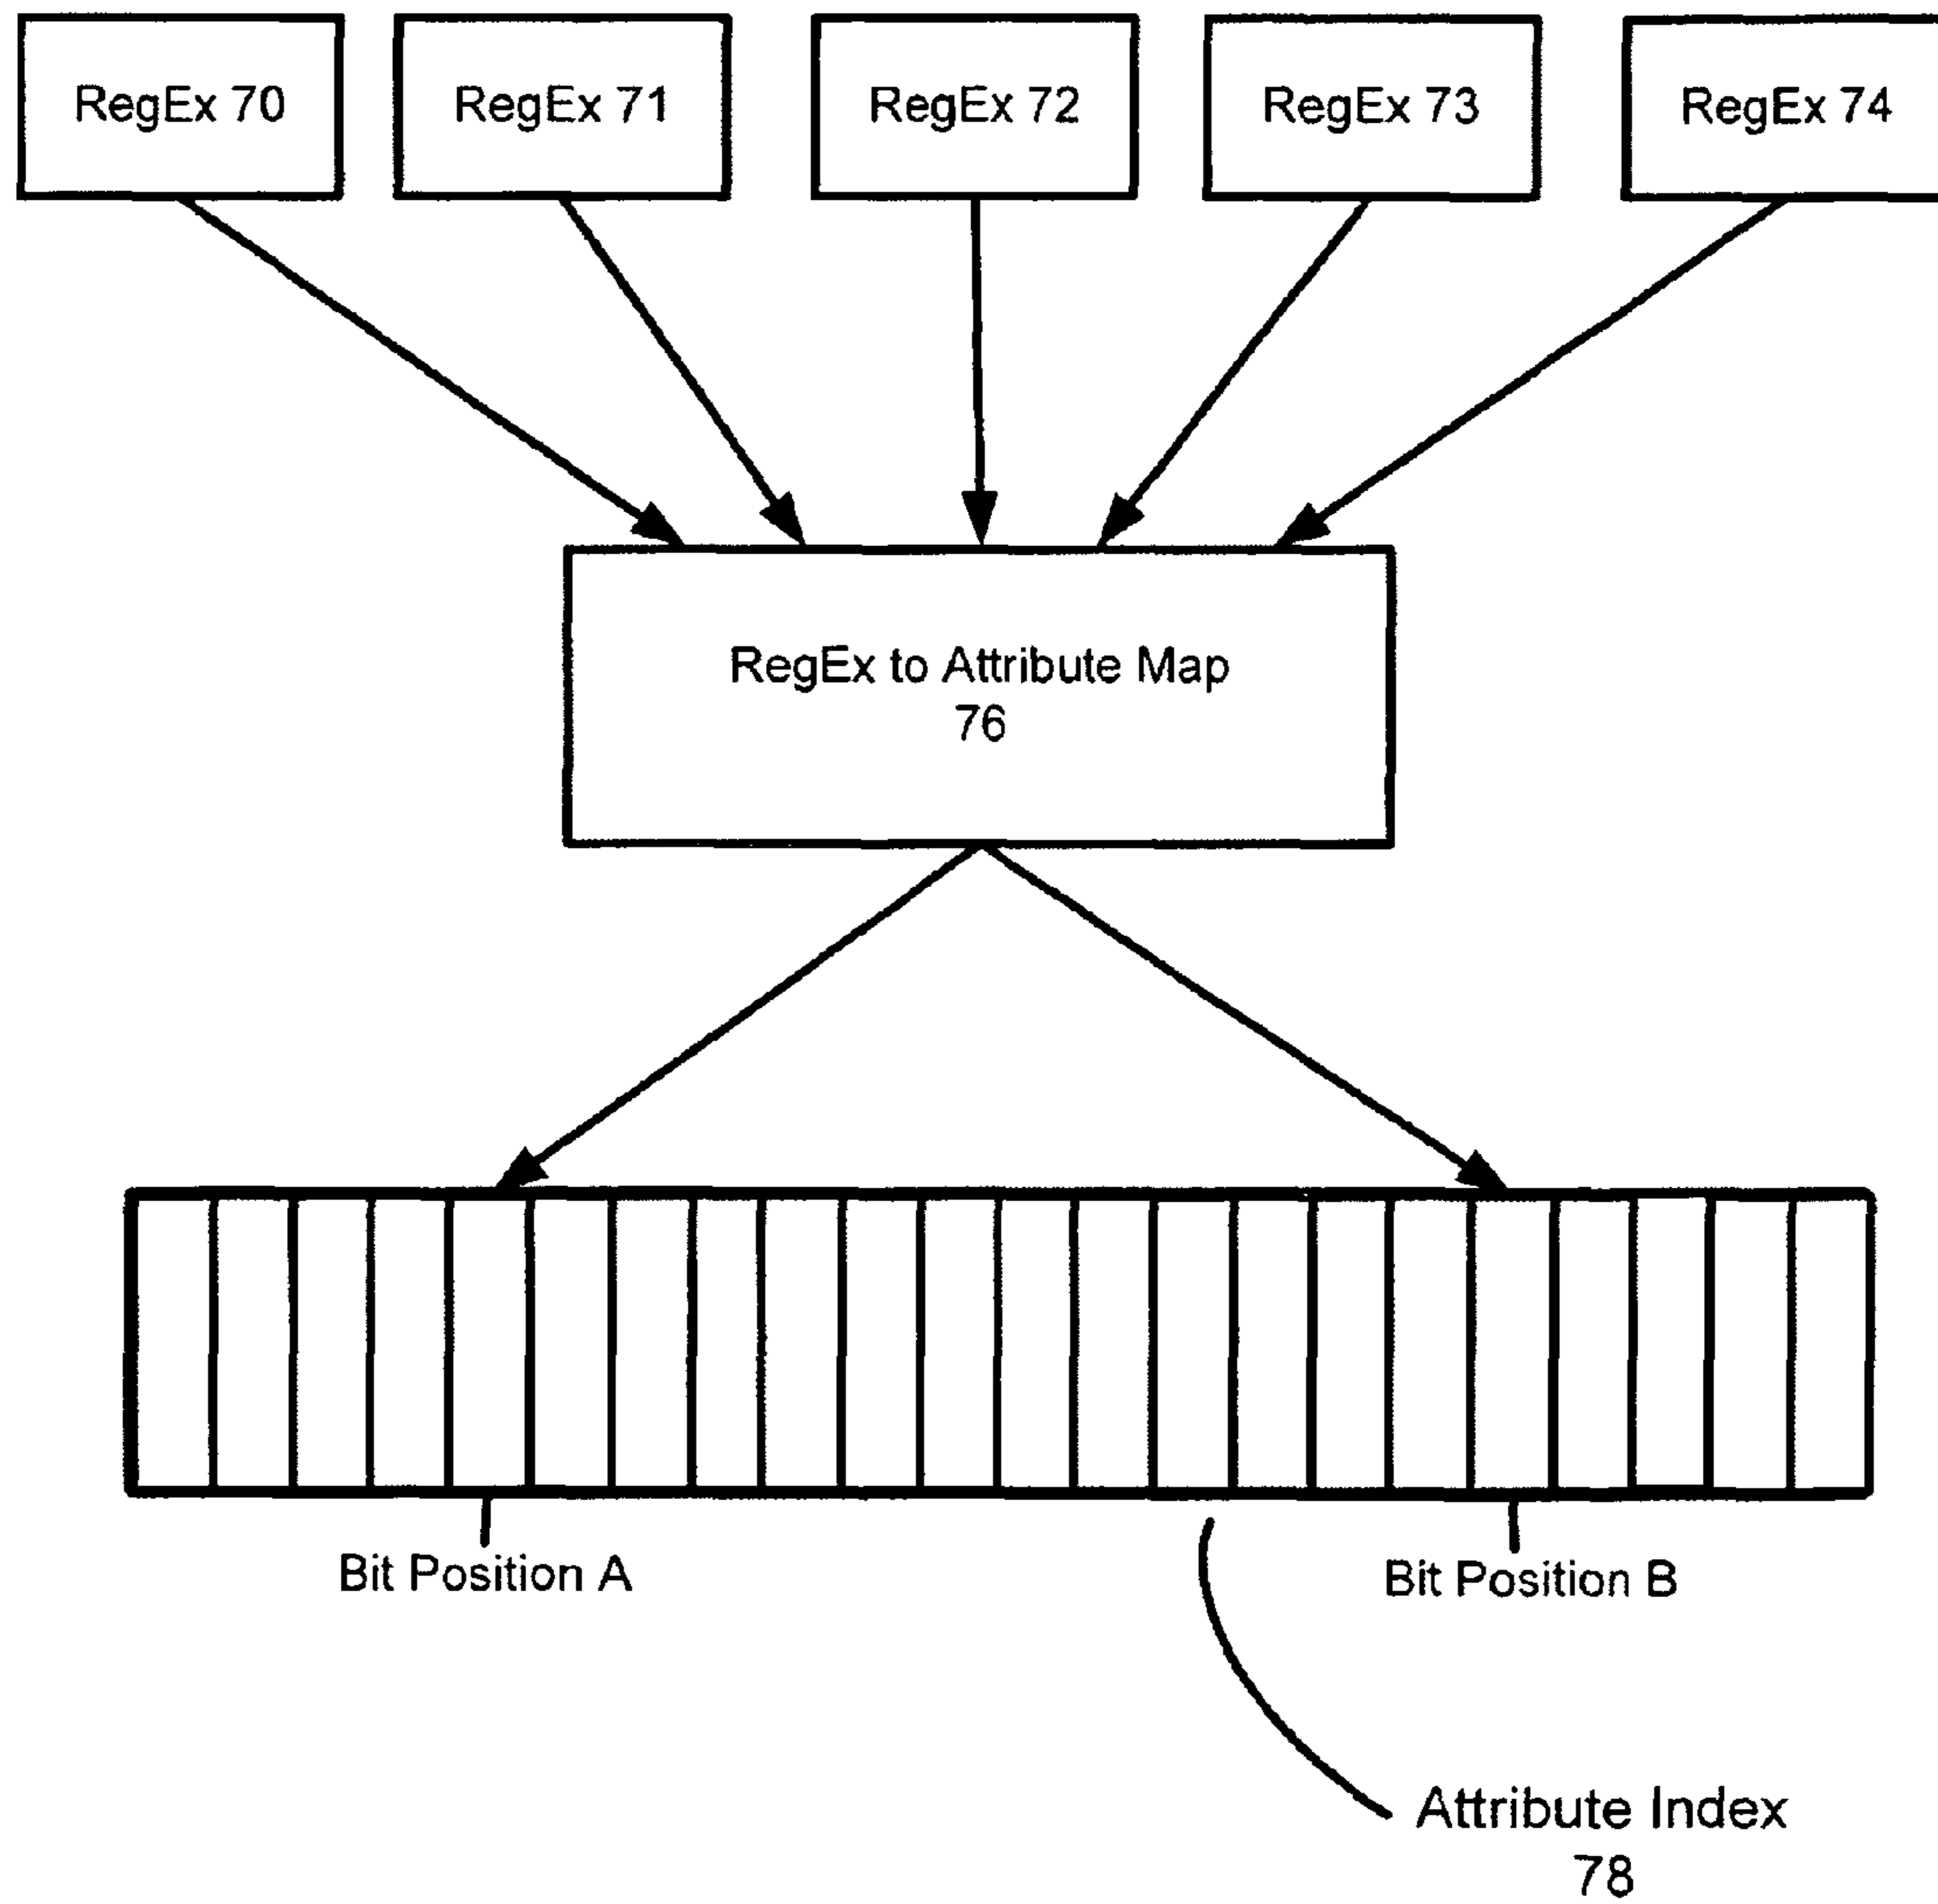 RegEx 70
RegEx 71
RegEx 72
RegEx 73
RegEx 74
RegEx to Attribute Map
76
Bit Position A
Bit Position B
Attribute Index
78